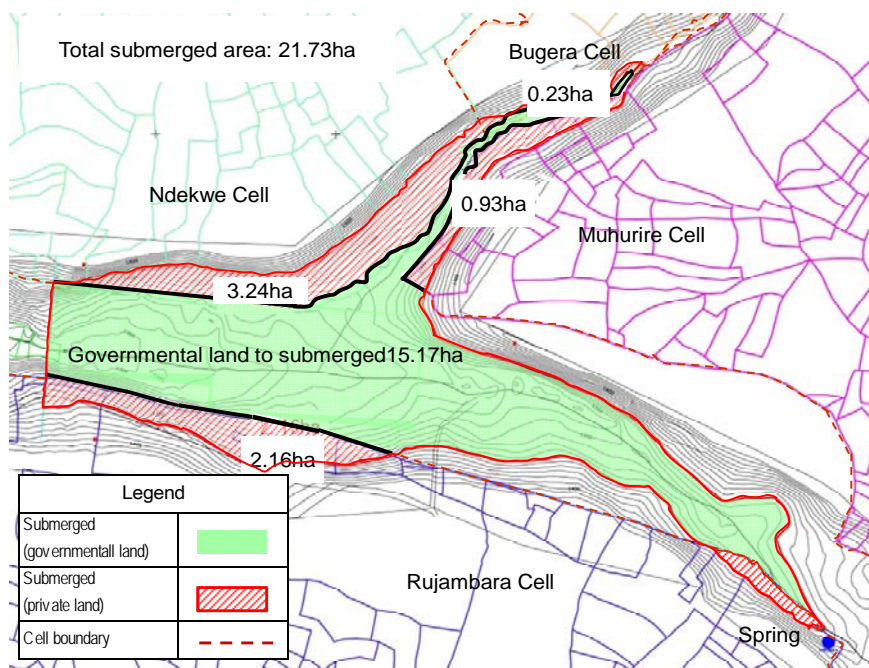 Total submerged area: 21.73ha
Bugera Cell
0.23ha
Ndekwe Cell
0.93ha
Muhurire Cell
3.24ha
Governmental land to submerged15.17ha
2.16ha
Legend
Submerged
(governmentall land)
Submerged
(private land)
Cell boundary
Rujambara Cell
Spring